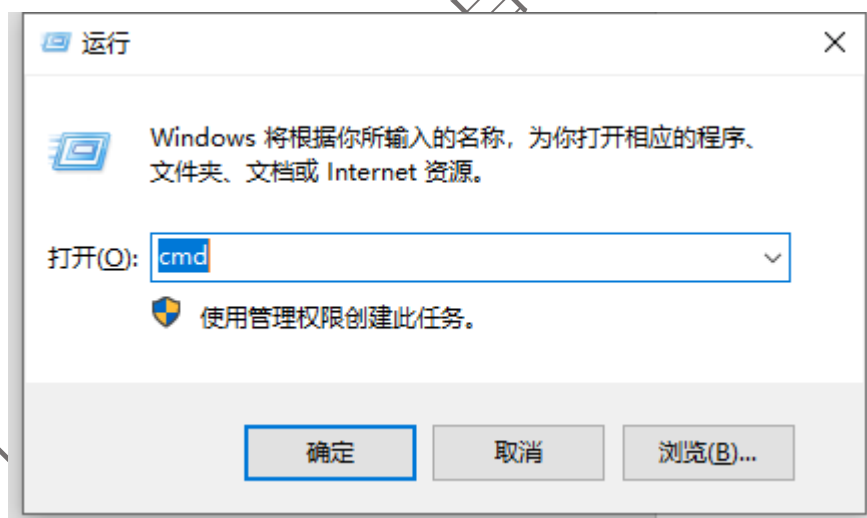 运行
Windows 将根据你所输入的名称，为你打开相应的程序、
文件夹、文档或 Internet 资源。
打开(O): cmd
使用管理权限创建此任务。
确定 取消 浏览(B)...